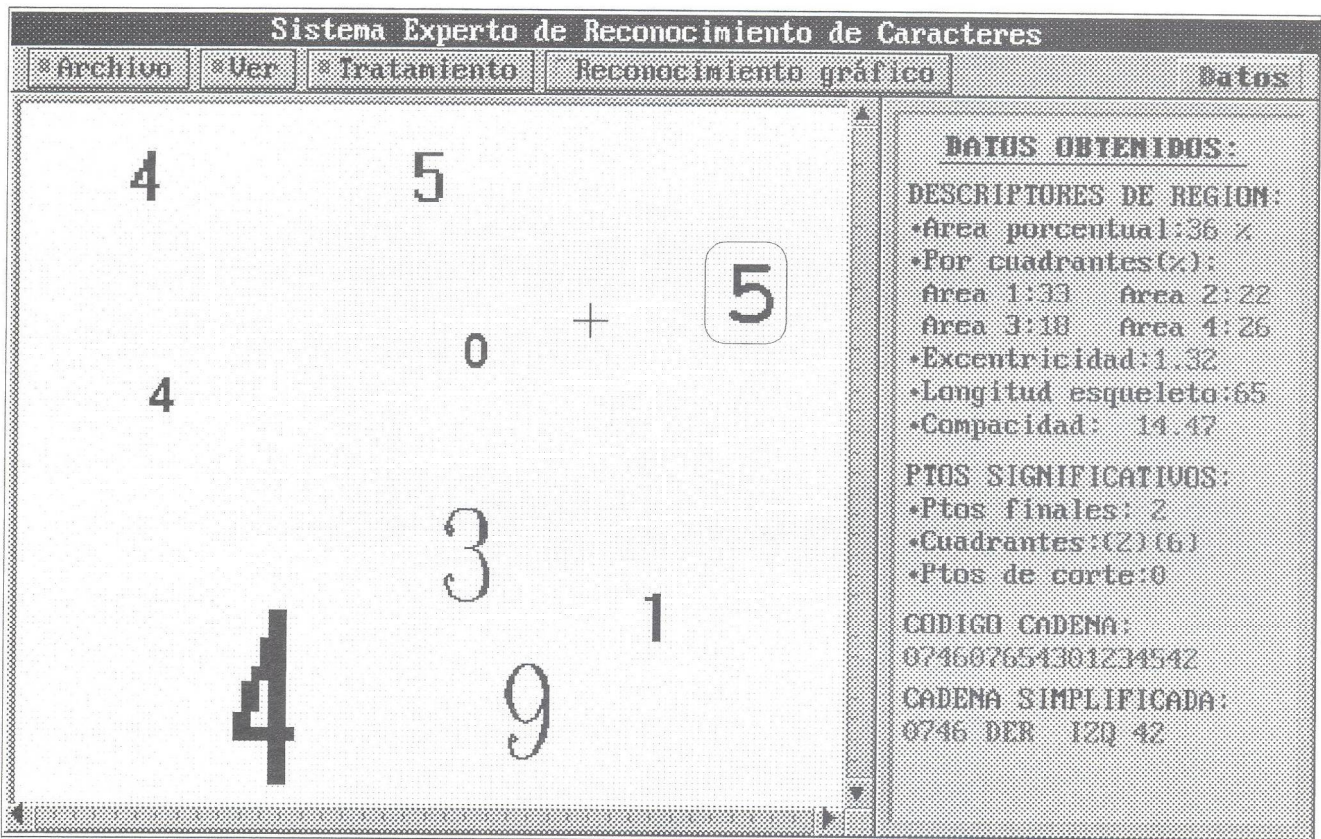 Sistema Experto de Reconocimiento de Caracteres
Archivo Ver Tratamiento Reconocimiento gráfico Datos
4 5
5
0
4
3
1
4 9
DATOS OBTENIDOS:
DESCRIPTORES DE REGION:
•Area porcentual:36 %
•Por cuadrantes(%):
Area 1:33 Area 2:22
Area 3:18 Area 4:26
•Excentricidad:1.32
•Longitud esqueleto:65
•Compacidad: 14.47
PTOS SIGNIFICATIVOS:
•Ptos finales: 2
•Cuadrantes:(2)(6)
•Ptos de corte:0
CODIGO CADENA:
074607654301234542
CADENA SIMPLIFICADA:
0746 DER IZQ 42